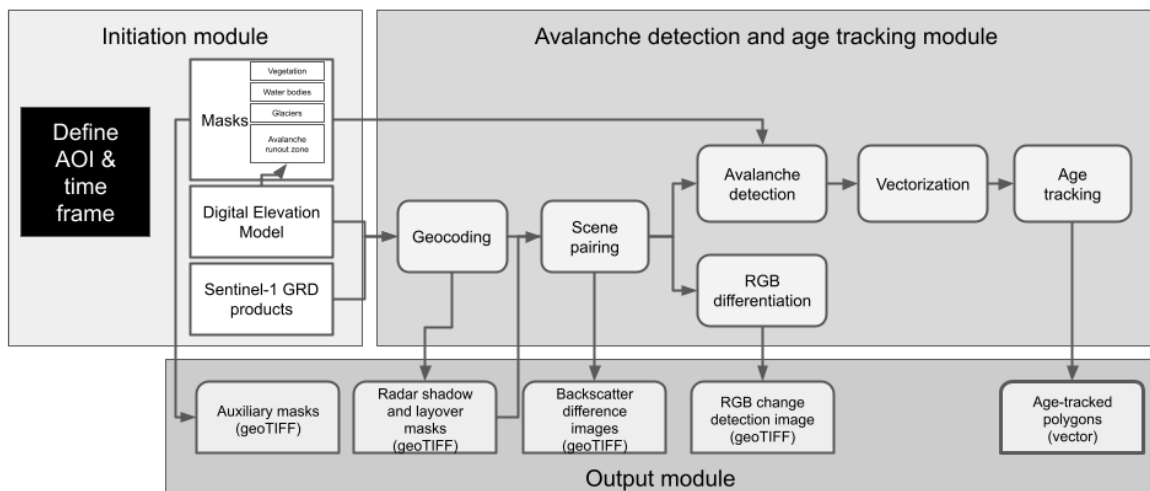 Initiation module
Avalanche detection and age tracking module
Define
AOI &
time
frame
Masks
Vegetation
Water bodies
Glaciers
Avalanche
runout zone
Digital Elevation
Model
Sentinel-1 GRD
products
Geocoding
Scene
pairing
Avalanche
detection
Vectorization
Age
tracking
RGB
differentiation
Auxiliary masks
(geoTIFF)
Radar shadow
and layover
masks
(geoTIFF)
Backscatter
difference
images
(geoTIFF)
RGB change
detection image
(geoTIFF)
Age-tracked
polygons
(vector)
Output module